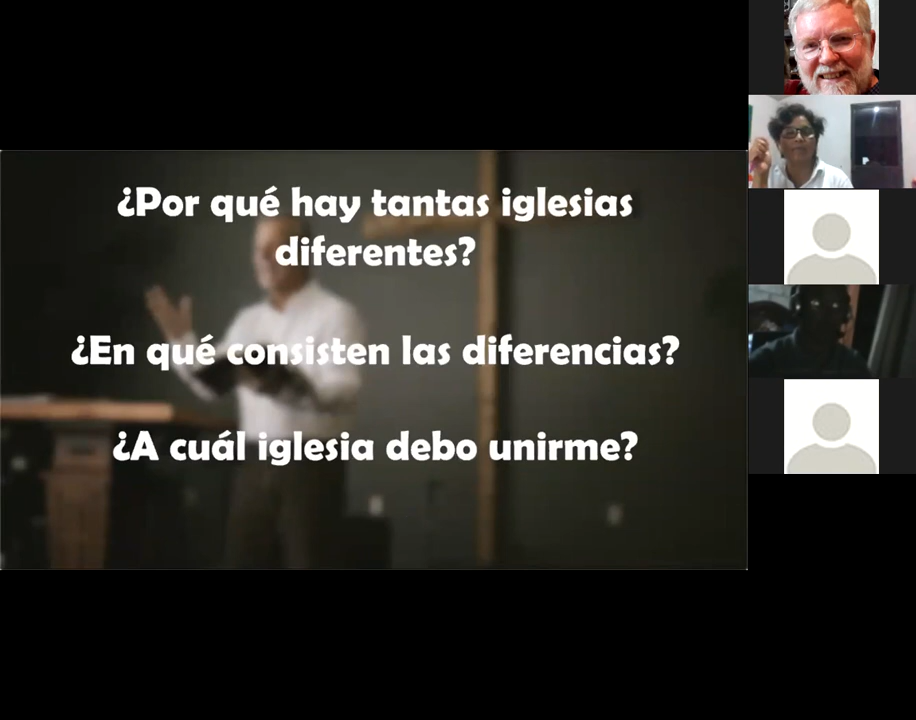 ¿Por qué hay tantas iglesias
diferentes?
¿En qué consisten las diferencias?
¿A cuál iglesia debo unirme?